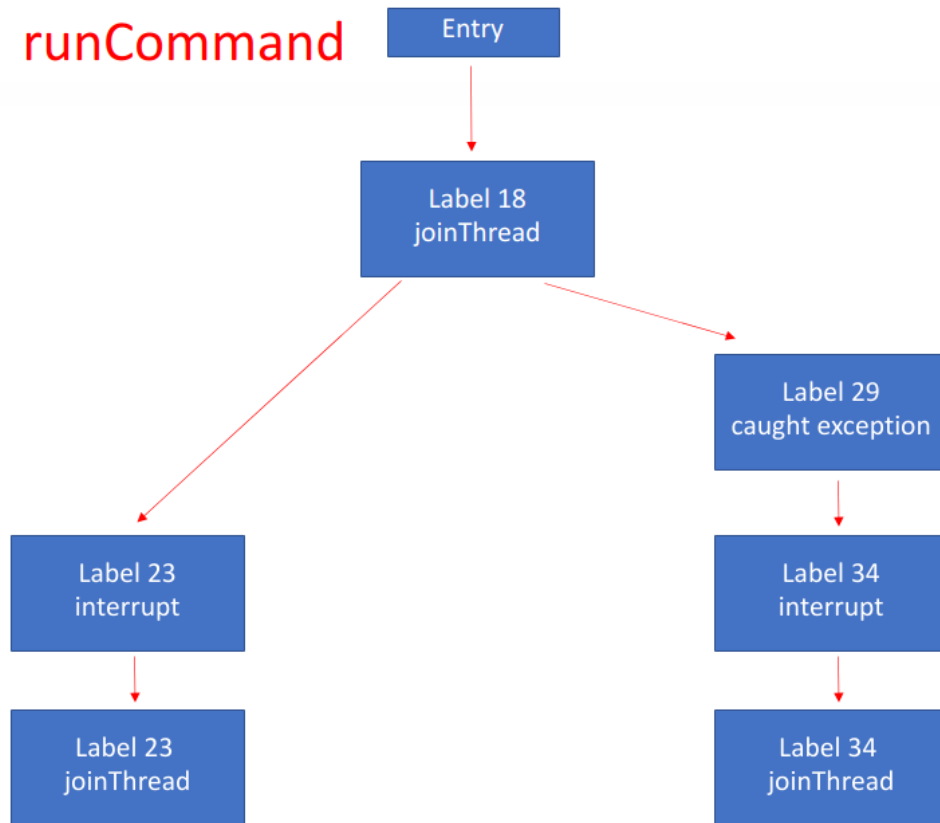 runCommand
Entry
Label 18
joinThread
Label 29
caught exception
Label 23
interrupt
Label 34
interrupt
Label 23
joinThread
Label 34
joinThread